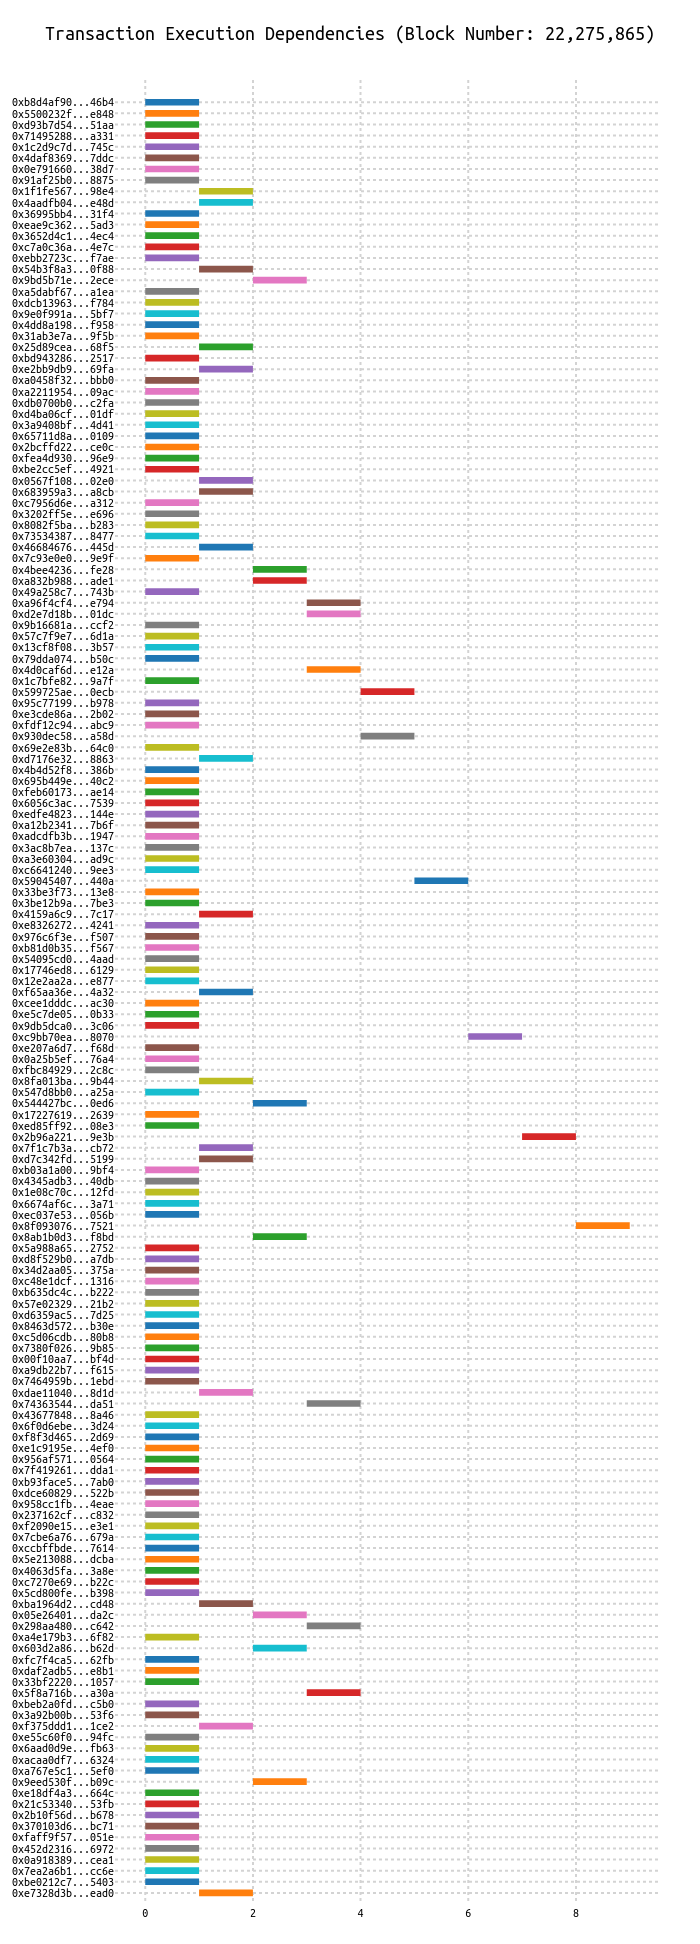 Transaction Execution Dependencies (Block Number: 22,275,865)
0xb8d4af90...46b4
0x5500232f...e848
0xd93b7d54...51aa
0x71495288...a331
0x1c2d9c7d...745c
0x4daf8369...7ddc
0x0e791660...38d7
0x91af25b0...8875
0x1f1fe567...98e4
0x4aadfb04...e48d
0x36995bb4...31f4
0xeae9c362...5ad3
0x3652d4c1...4ec4
0xc7a0c36a...4e7c
0xebb2723c...f7ae
0x54b3f8a3...0f88
0x9bd5b71e...2ece
0xa5dabf67...a1ea
0xdcb13963...f784
0x9e0f991a...5bf7
0x4dd8a198...f958
0x31ab3e7a...9f5b
0x25d89cea...68f5
0xbd943286...2517
0xe2bb9db9...69fa
0xa0458f32...bbb0
0xa2211954...09ac
0xdb0700b0...c2fa
0xd4ba06cf...01df
0x3a9408bf...4d41
0x65711d8a...0109
0x2bcffd22...ce0c
0xfea4d930...96e9
0xbe2cc5ef...4921
0x0567f108...02e0
0x683959a3...a8cb
0xc7956d6e...a312
0x3202ff5e...e696
0x8082f5ba...b283
0x73534387...8477
0x46684676...445d
0x7c93e0e0...9e9f
0x4bee4236...fe28
0xa832b988...ade1
0x49a258c7...743b
0xa96f4cf4...e794
0xd2e7d18b...01dc
0x9b16681a...ccf2
0x57c7f9e7...6d1a
0x13cf8f08...3b57
0x79dda074...b50c
0x4d0caf6d...e12a
0x1c7bfe82...9a7f
0x599725ae...0ecb
0x95c77199...b978
0xe3cde86a...2b02
0xfdf12c94...abc9
0x930dec58...a58d
0x69e2e83b...64c0
0xd7176e32...8863
0x4b4d52f8...386b
0x695b449e...40c2
0xfeb60173...ae14
0x6056c3ac...7539
0xedfe4823...144e
0xa12b2341...7b6f
0xadcdfb3b...1947
0x3ac8b7ea...137c
0xa3e60304...ad9c
0xc6641240...9ee3
0x59045407...440a
0x33be3f73...13e8
0x3be12b9a...7be3
0x4159a6c9...7c17
0xe8326272...4241
0x976c6f3e...f507
0xb81d0b35...f567
0x54095cd0...4aad
0x17746ed8...6129
0x12e2aa2a...e877
0xf65aa36e...4a32
0xcee1dddc...ac30
0xe5c7de05...0b33
0x9db5dca0...3c06
0xc9bb70ea...8070
0xe207a6d7...f68d
0x0a25b5ef...76a4
0xfbc84929...2c8c
0x8fa013ba...9b44
0x547d8bb0...a25a
0x544427bc...0ed6
0x17227619...2639
0xed85ff92...08e3
0x2b96a221...9e3b
0x7f1c7b3a...cb72
0xd7c342fd...5199
0xb03a1a00...9bf4
0x4345adb3...40db
0x1e08c70c...12fd
0x6674af6c...3a71
0xec037e53...056b
0x8f093076...7521
0x8ab1b0d3...f8bd
0x5a988a65...2752
0xd8f529b0...a7db
0x34d2aa05...375a
0xc48e1dcf...1316
0xb635dc4c...b222
0x57e02329...21b2
0xd6359ac5...7d25
0x8463d572...b30e
0xc5d06cdb...80b8
0x7380f026...9b85
0x00f10aa7...bf4d
0xa9db22b7...f615
0x7464959b...1ebd
0xdae11040...8d1d
0x74363544...da51
0x43677848...8a46
0x6f0d6ebe...3d24
0xf8f3d465...2d69
0xe1c9195e...4ef0
0x956af571...0564
0x7f419261...dda1
0xb93face5...7ab0
0xdce60829...522b
0x958cc1fb...4eae
0x237162cf...c832
0xf2090e15...e3e1
0x7cbe6a76...679a
0xccbffbde...7614
0x5e213088...dcba
0x4063d5fa...3a8e
0xc7270e69...b22c
0x5cd800fe...b398
0xba1964d2...cd48
0x05e26401...da2c
0x298aa480...c642
0xa4e179b3...6f82
0x603d2a86...b62d
0xfc7f4ca5...62fb
0xdaf2adb5...e8b1
0x33bf2220...1057
0x5f8a716b...a30a
0xbeb2a0fd...c5b0
0x3a92b00b...53f6
0xf375ddd1...1ce2
0xe55c60f0...94fc
0x6aad0d9e...fb63
0xacaa0df7...6324
0xa767e5c1...5ef0
0x9eed530f...b09c
0xe18df4a3...664c
0x21c53340...53fb
0x2b10f56d...b678
0x370103d6...bc71
0xfaff9f57...051e
0x452d2316...6972
0x0a918389...cea1
0x7ea2a6b1...cc6e
0xbe0212c7...5403
0xe7328d3b...ead0
0 2 4 6 8